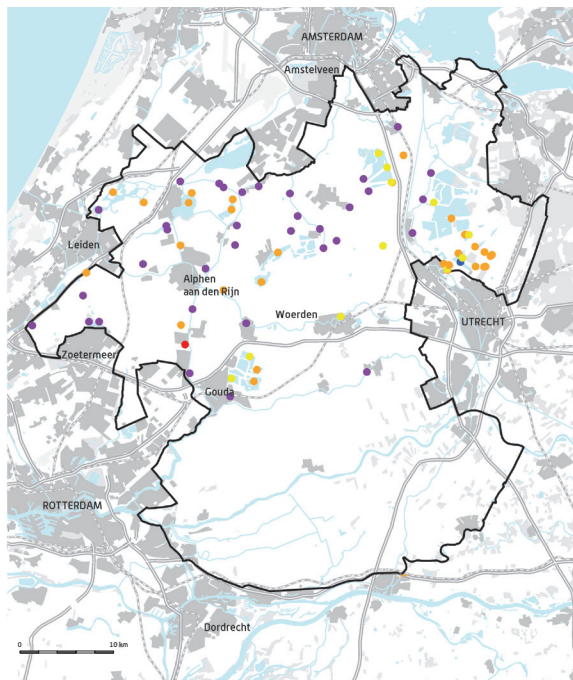 AMSTERDAM
Amstelveen
Leiden
Alphen
aan den Rijn
Woerden
UTRECHT
Zoetermeer
Gouda
ROTTERDAM
Dordrecht
0 10 km